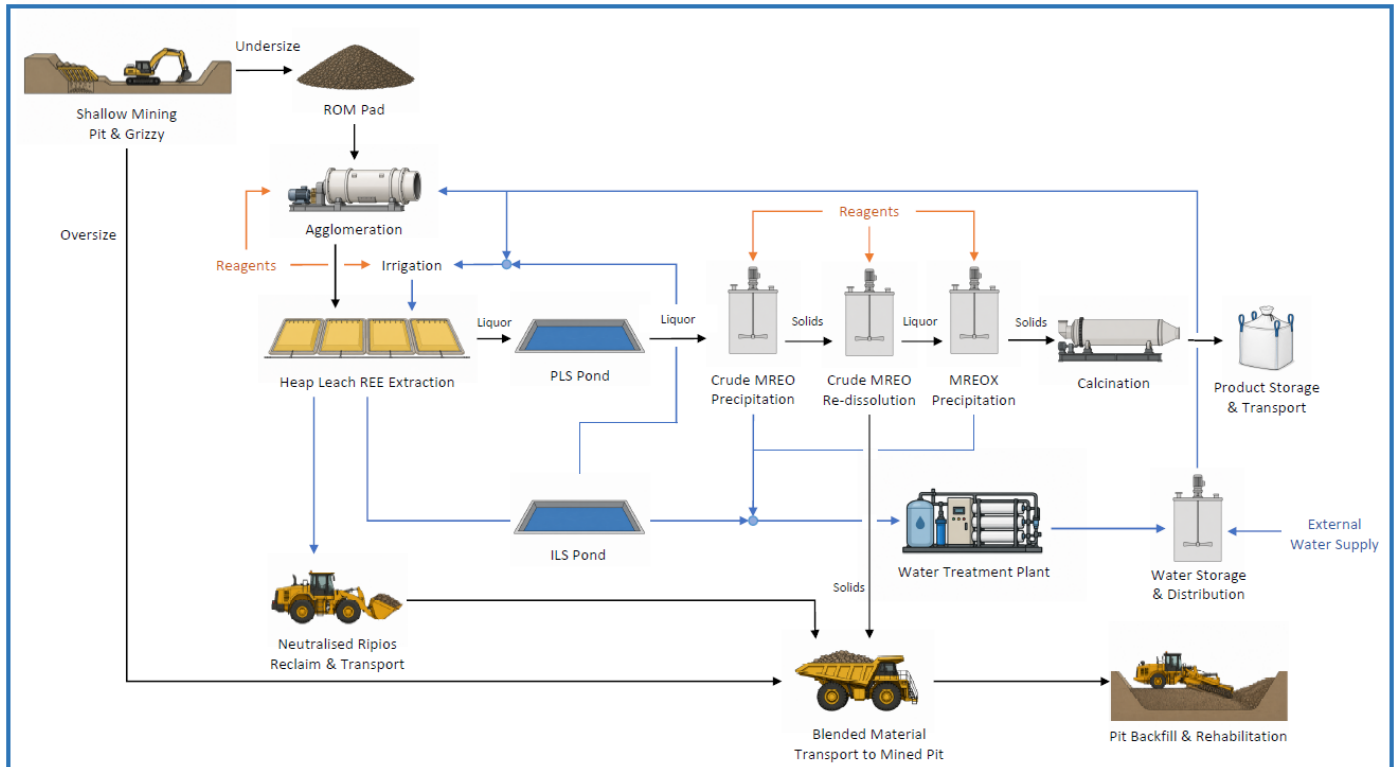 Undersize
Shallow Mining
Pit & Grizzy
ROM Pad
Agglomeration
Oversize
Reagents
Irrigation
Reagents
Liquor
Liquor
Solids
Liquor
Solids
Heap Leach REE Extraction
PLS Pond
Crude MREO
Precipitation
Crude MREO
Re-dissolution
MREOX
Precipitation
Calcination
Product Storage
& Transport
ILS Pond
Water Treatment Plant
Water Storage
& Distribution
External
Water Supply
Solids
Neutralised Ripios
Reclaim & Transport
Blended Material
Transport to Mined Pit
Pit Backfill & Rehabilitation